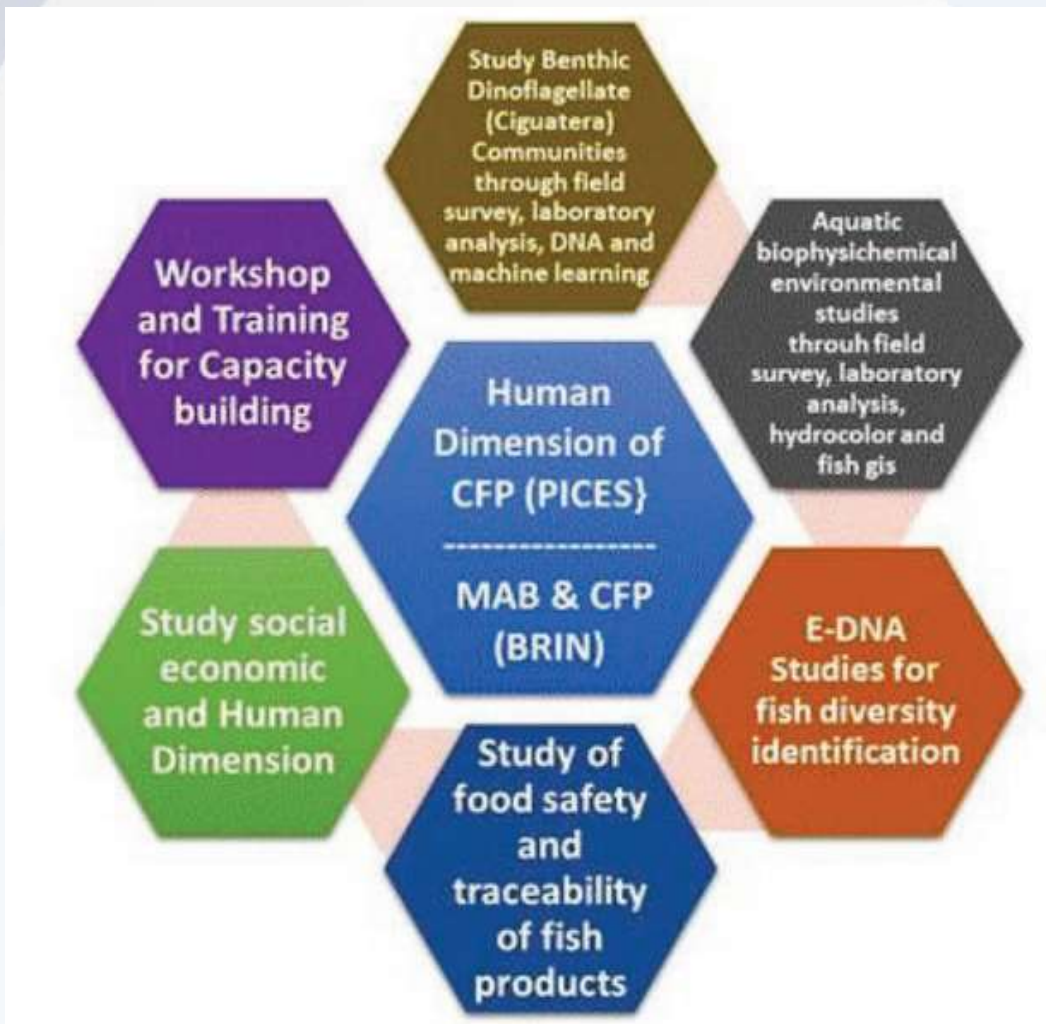 Study Benthic
Dinoflagellate
(Ciguatera)
Communities
through field
survey, laboratory
analysis, DNA and
machine learning
Aquatic
biophysichemical
environmental
studies
throuh field
survey, laboratory
analysis,
hydrocolor and
fish gis
E-DNA
Studies for
fish diversity
identification
Study of
food safety
and
traceability
of fish
products
Study social
economic
and Human
Dimension
Workshop
and Training
for Capacity
building
Human
Dimension of
CFP (PICES}
-----------------
MAB & CFP
(BRIN)